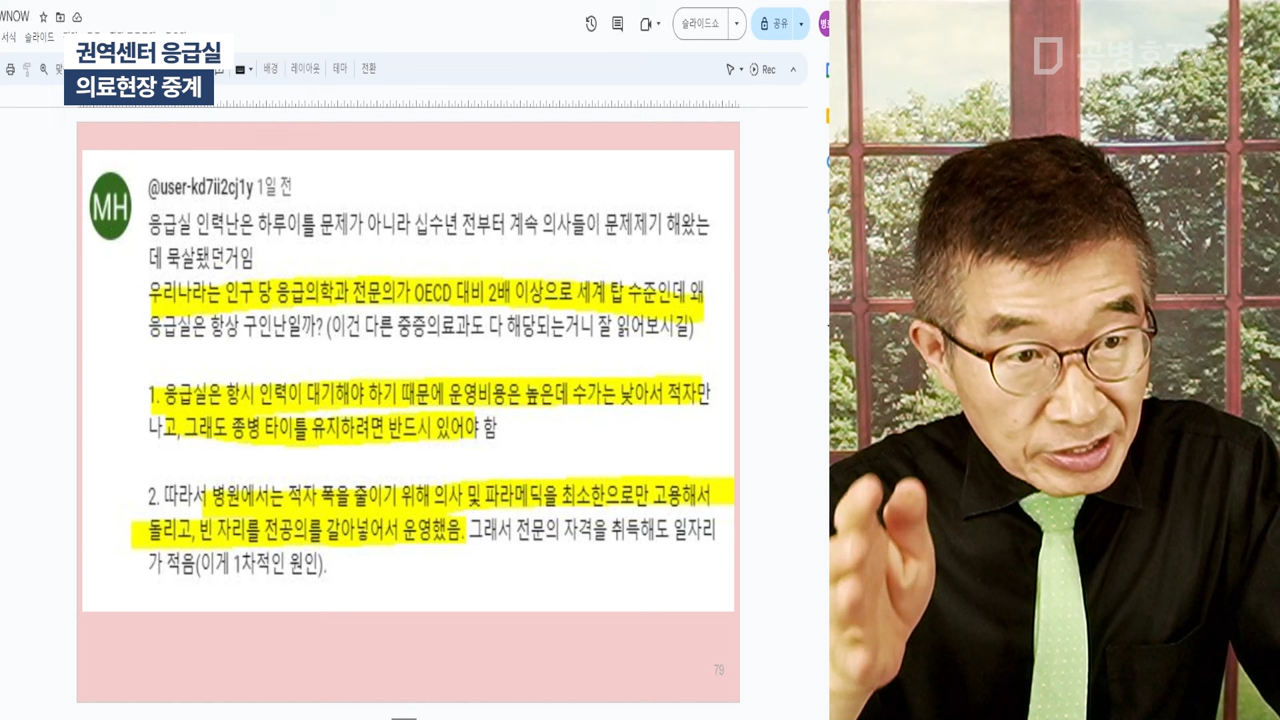 WNOW
서식 슬라이드
슬라이드쇼
공유
권역센터 응급실
의료현장 중계
배경 레이아웃 테마 전환
Rec
MH
@user-kd7ii2cj1y 1일 전
응급실 인력난은 하루이틀 문제가 아니라 십수년 전부터 계속 의사들이 문제제기 해왔는
데 묵살됐던거임
우리나라는 인구 당 응급의학과 전문의가 OECD 대비 2배 이상으로 세계 탑 수준인데 왜
응급실은 항상 구인난일까? (이건 다른 중증의료과도 다 해당되는거니 잘 읽어보시길)
1. 응급실은 항시 인력이 대기해야 하기 때문에 운영비용은 높은데 수가는 낮아서 적자만
나고, 그래도 종병 타이틀 유지하려면 반드시 있어야 함
2. 따라서 병원에서는 적자 폭을 줄이기 위해 의사 및 파라메딕을 최소한으로만 고용해서
돌리고, 빈 자리를 전공의를 갈아넣어서 운영했음. 그래서 전문의 자격을 취득해도 일자리
가 적음(이게 1차적인 원인).
79